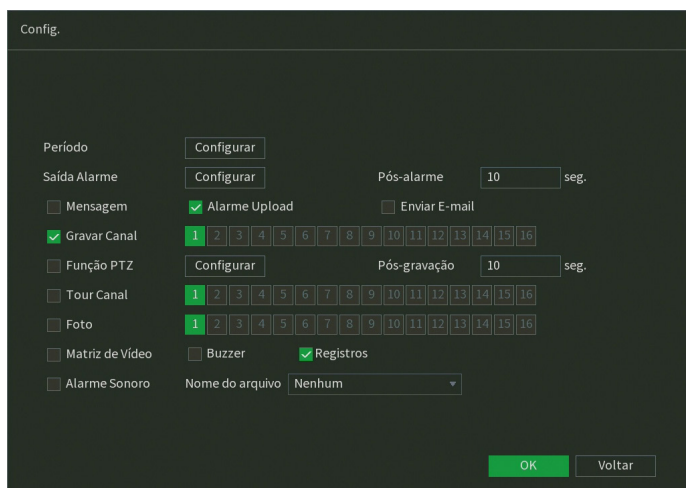 Config.
Período Configurar
Saída Alarme Configurar Pós-alarme 10 seg.
Mensagem Alarme Upload Enviar E-mail
Gravar Canal 1 2 3 4 5 6 7 8 9 10 11 12 13 14 15 16
Função PTZ Configurar Pós-gravação 10 seg.
Tour Canal 1 2 3 4 5 6 7 8 9 10 11 12 13 14 15 16
Foto 1 2 3 4 5 6 7 8 9 10 11 12 13 14 15 16
Matriz de Vídeo Buzzer Registros
Alarme Sonoro Nome do arquivo Nenhum
OK Voltar